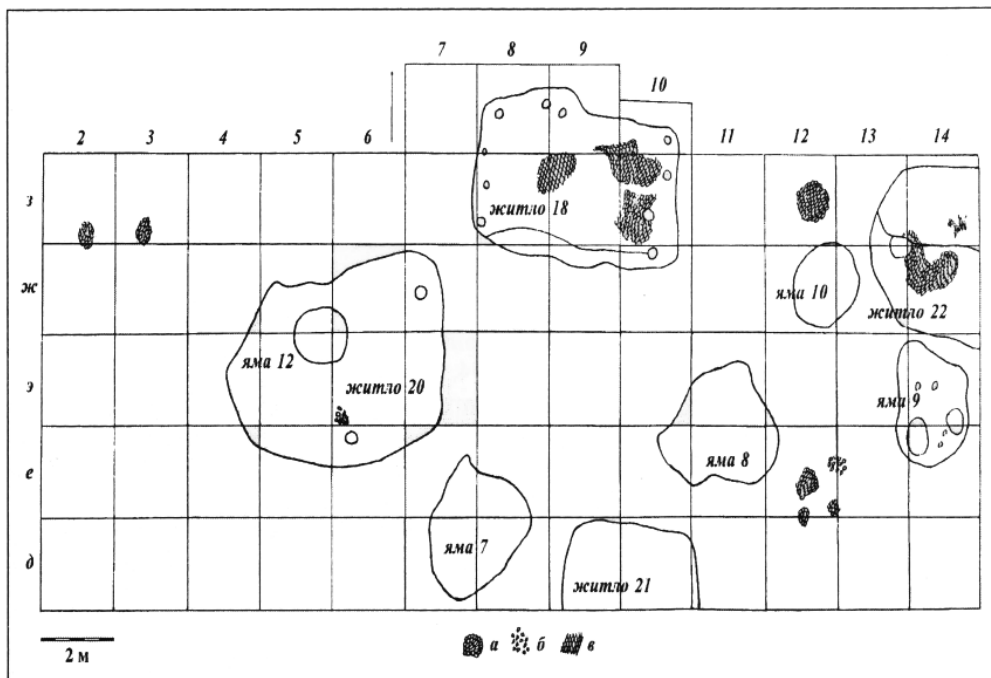 7 8 9
10
2 3 4 5 6 11 12 13 14
з
житло 18
ж
яма 10
житло 22
яма 12
э
житло 20
яма 9
е
яма 8
д
яма 7
житло 21
2 м
а б в